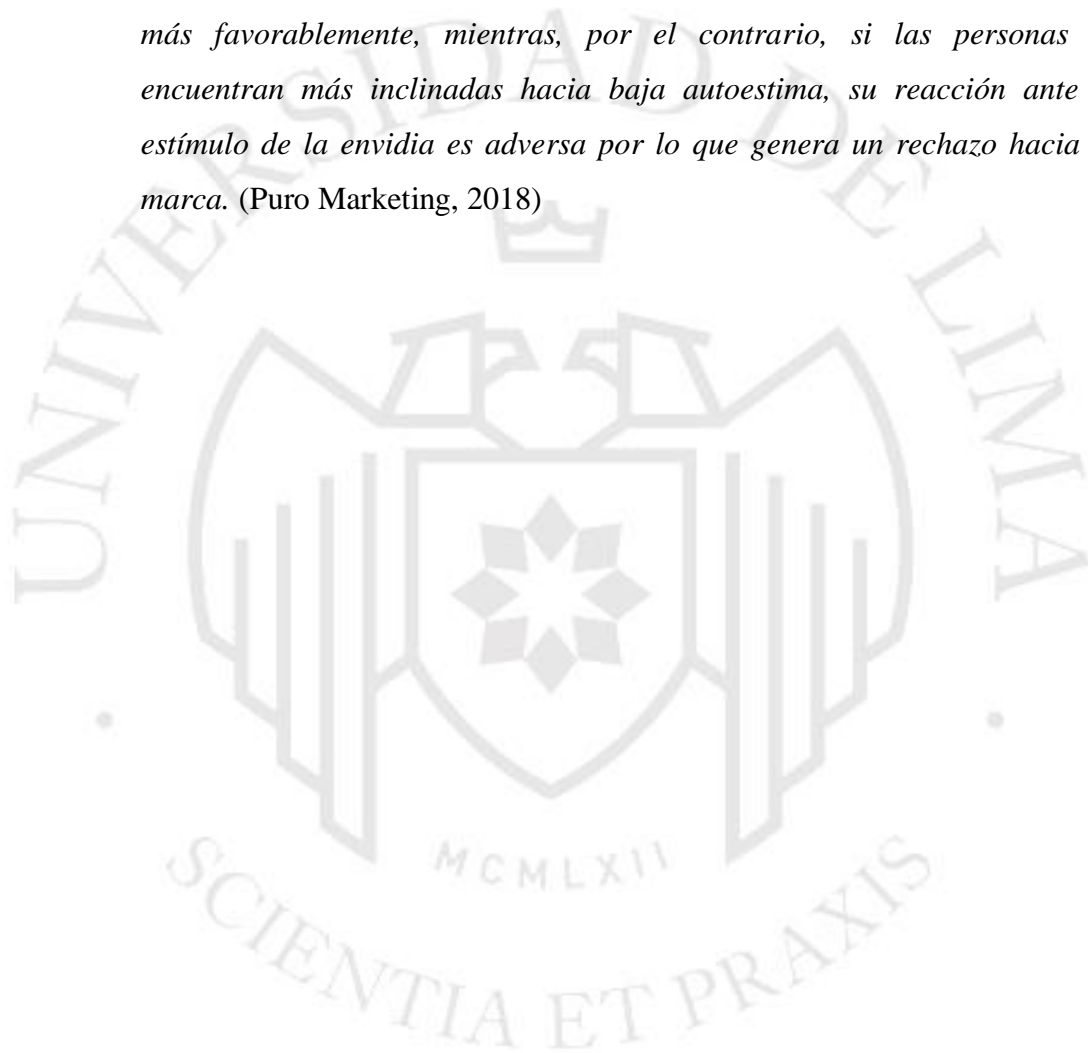 más favorablemente, mientras, por el contrario, si las personas
encuentran más inclinadas hacia baja autoestima, su reacción ante
estímulo de la envidia es adversa por lo que genera un rechazo hacia
marca. (Puro Marketing, 2018)
UNIVERSIDAD DE LIMA
MCMLXII
SCIENTIA ET PRAXIS